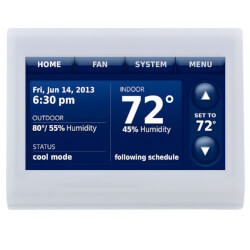 HOME FAN SYSTEM MENU
Fri, Jun 14, 2013
6:30 pm
OUTDOOR
80°/ 55% Humidity
STATUS
cool mode
INDOOR
72°
45% Humidity
following schedule
SET TO
72°